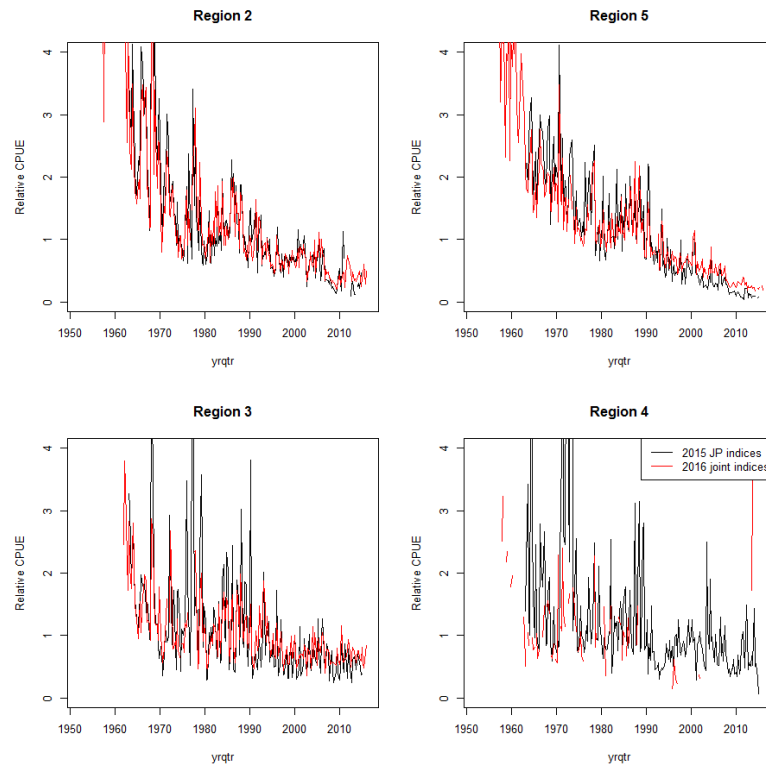 Region 2
Region 5
Relative CPUE
0 1 2 3 4
1950 1960 1970 1980 1990 2000 2010
yrqtr
Relative CPUE
0 1 2 3 4
1950 1960 1970 1980 1990 2000 2010
yrqtr
Region 3
Region 4
Relative CPUE
0 1 2 3 4
1950 1960 1970 1980 1990 2000 2010
yrqtr
Relative CPUE
0 1 2 3 4
2015 JP indices
2016 joint indices
1950 1960 1970 1980 1990 2000 2010
yrqtr